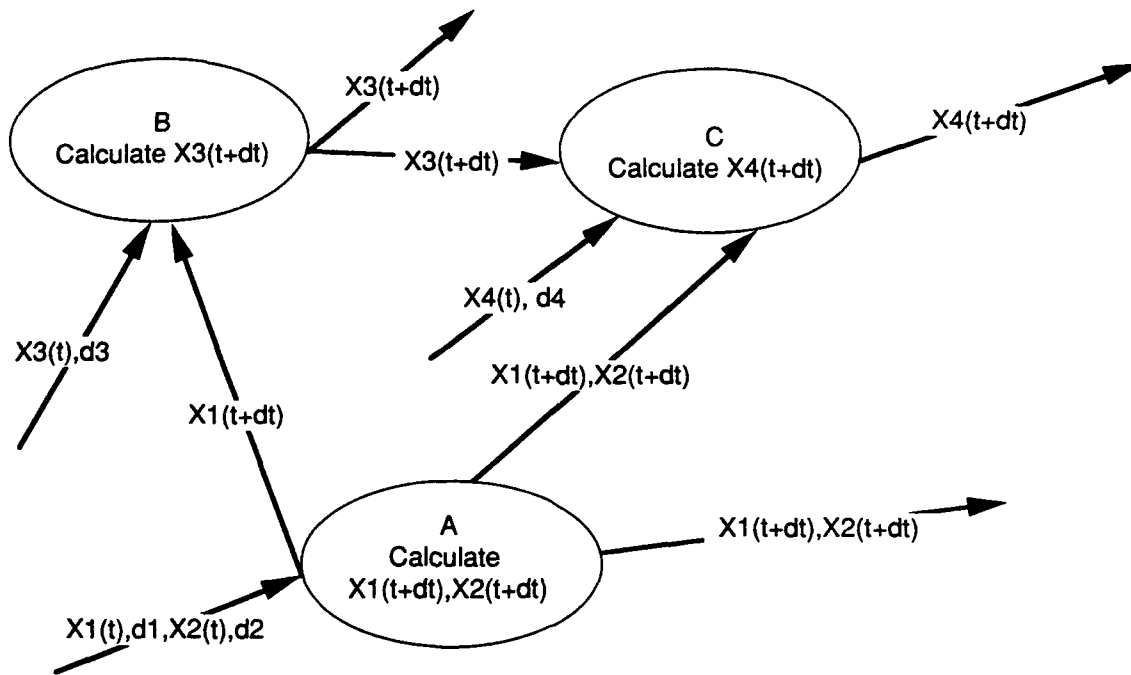 X3(t+dt)
B
Calculate X3(t+dt)
X3(t+dt)
C
Calculate X4(t+dt)
X4(t+dt)
X4(t), d4
X3(t),d3
X1(t+dt),X2(t+dt)
X1(t+dt)
A
Calculate
X1(t+dt),X2(t+dt)
X1(t+dt),X2(t+dt)
X1(t),d1,X2(t),d2